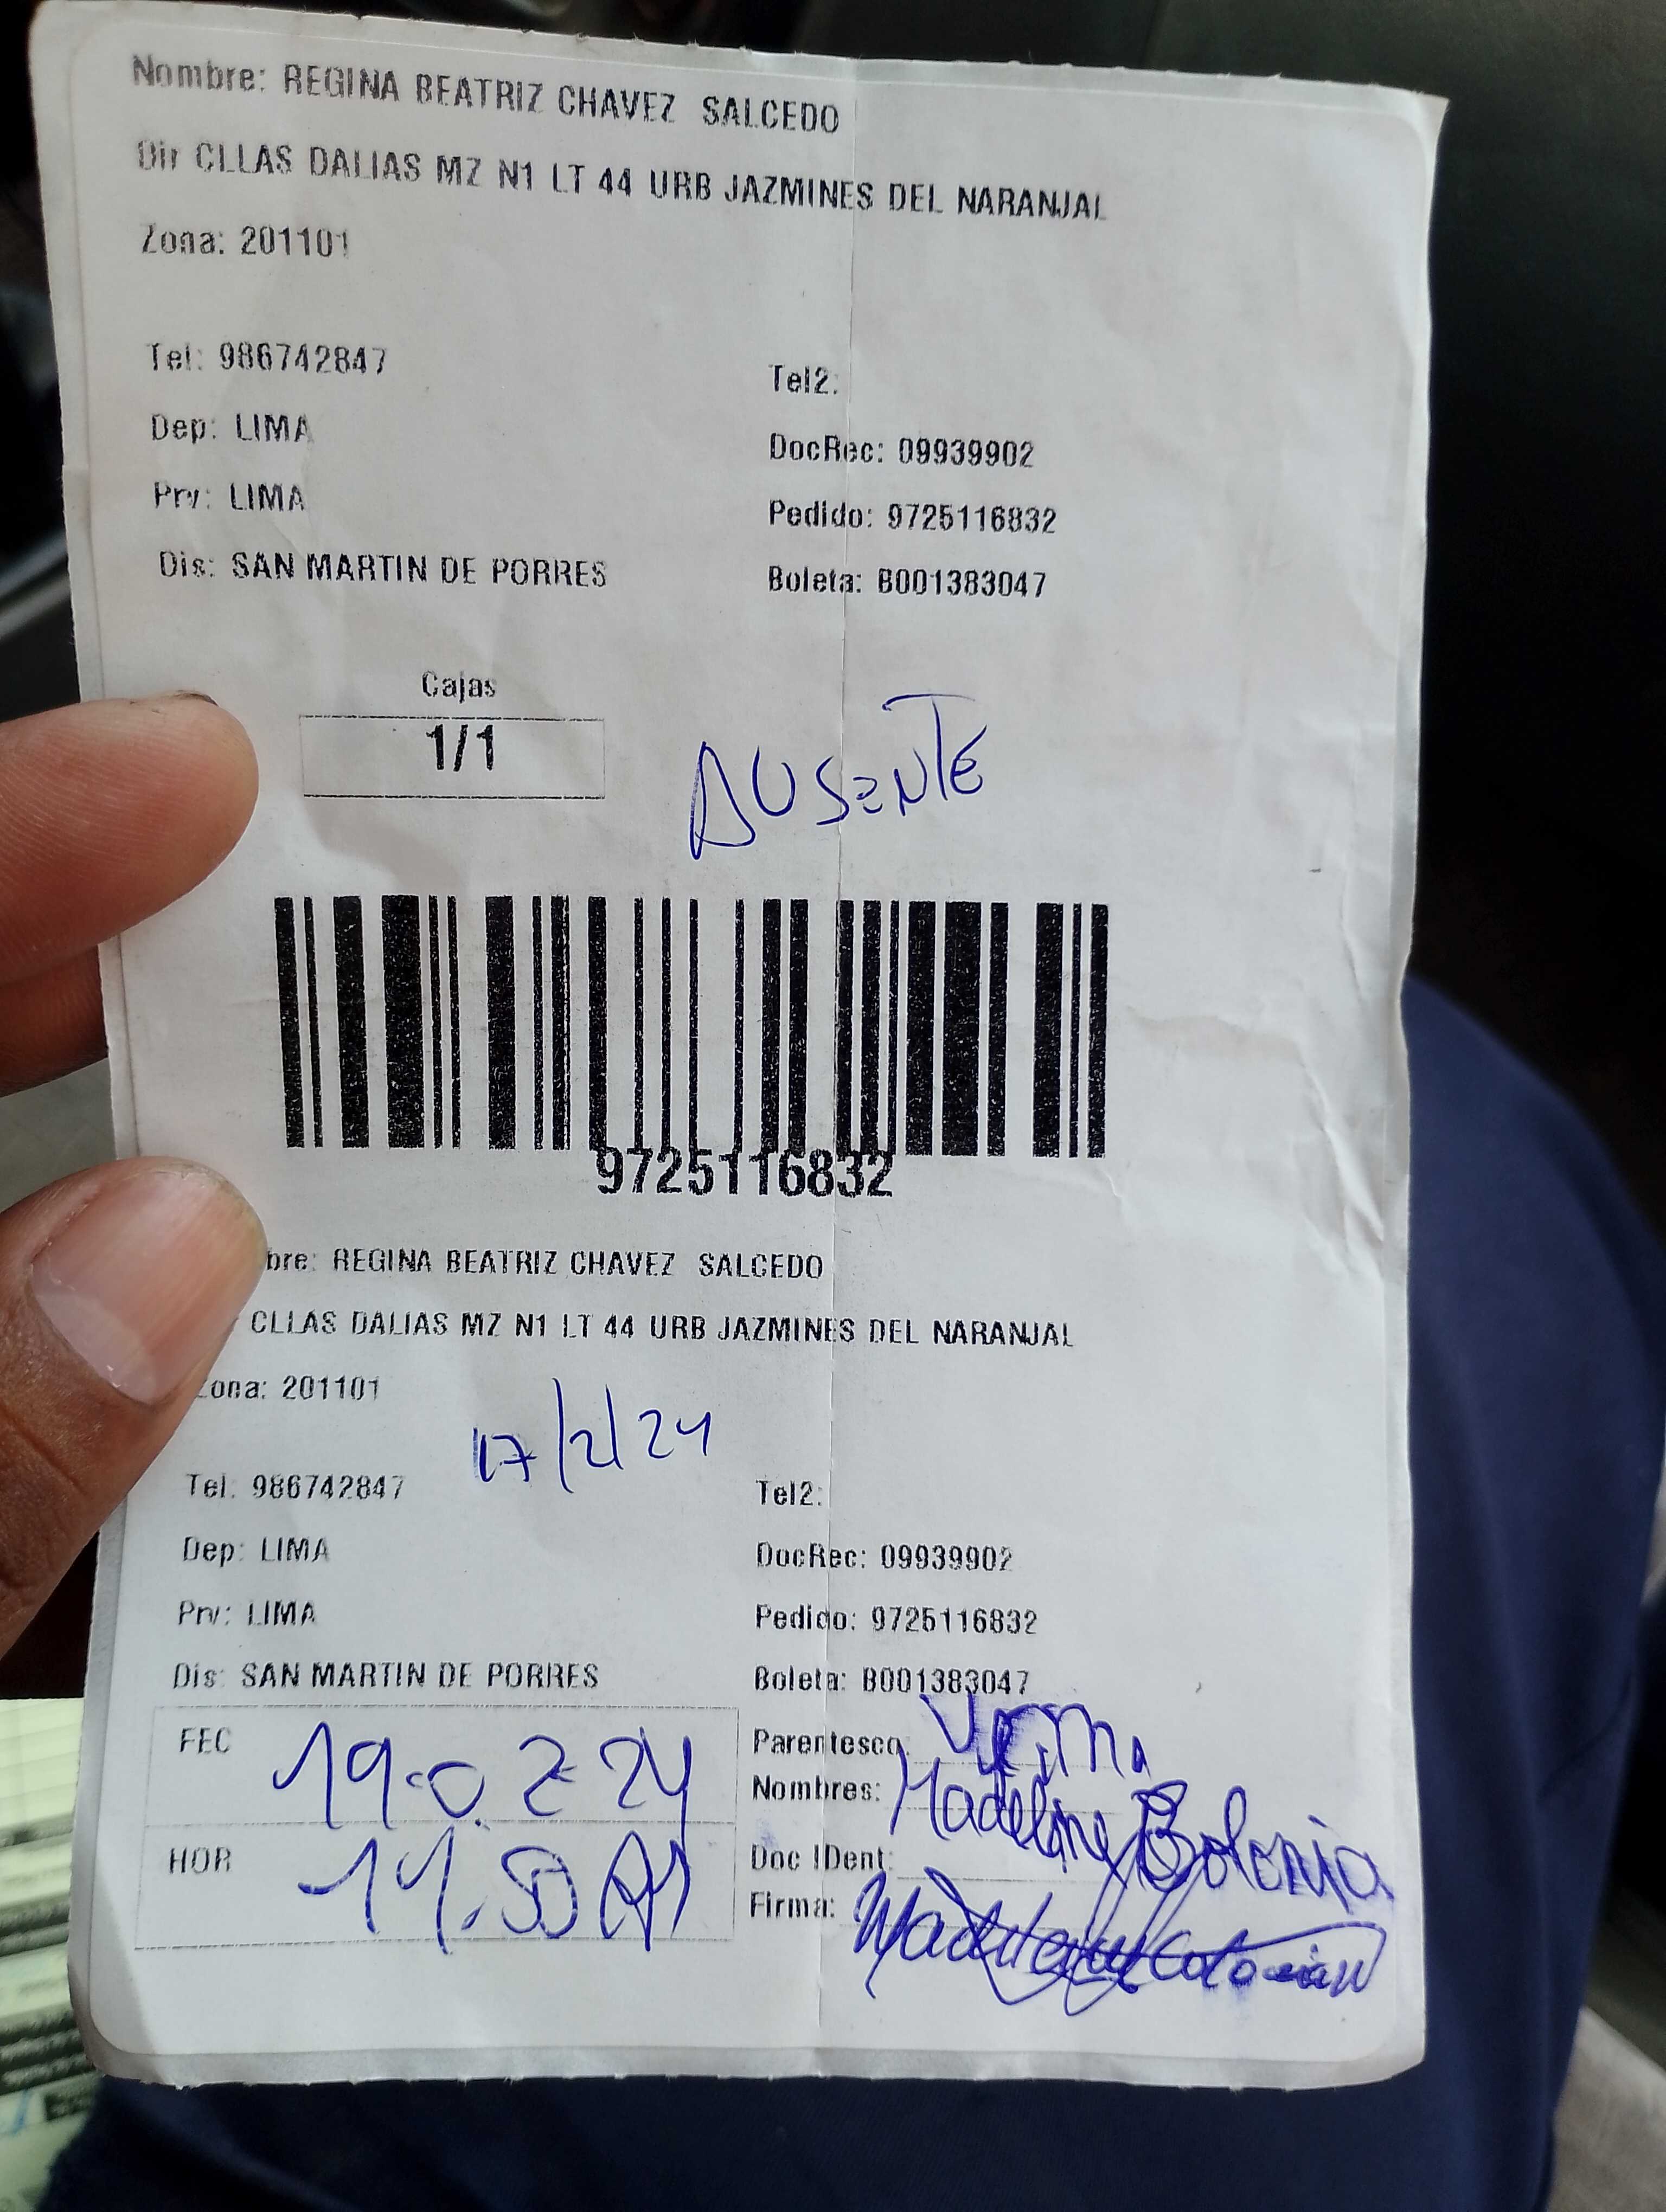 Nombre: REGINA BEATRIZ CHAVEZ SALCEDO
Dir CLLAS DALIAS MZ N1 LT 44 URB JAZMINES DEL NARANJAL
Zona: 201101
Tel: 986742847 Tel2:
Dep: LIMA DocRec: 09939902
Prv: LIMA Pedido: 9725116832
Dis: SAN MARTIN DE PORRES Boleta: B001383047
Cajas
1/1
AUSENTE
9725116832
bre: REGINA BEATRIZ CHAVEZ SALCEDO
CLLAS DALIAS MZ N1 LT 44 URB JAZMINES DEL NARANJAL
Zona: 201101
17/2/24
Tel: 986742847 Tel2:
Dep: LIMA DocRec: 09939902
Prv: LIMA Pedido: 9725116832
Dis: SAN MARTIN DE PORRES Boleta: B001383047
FEC 19-0.2-24 Parentesco:
Nombres: Madeline Bolonia
HOR Doc IDent:
Firma: